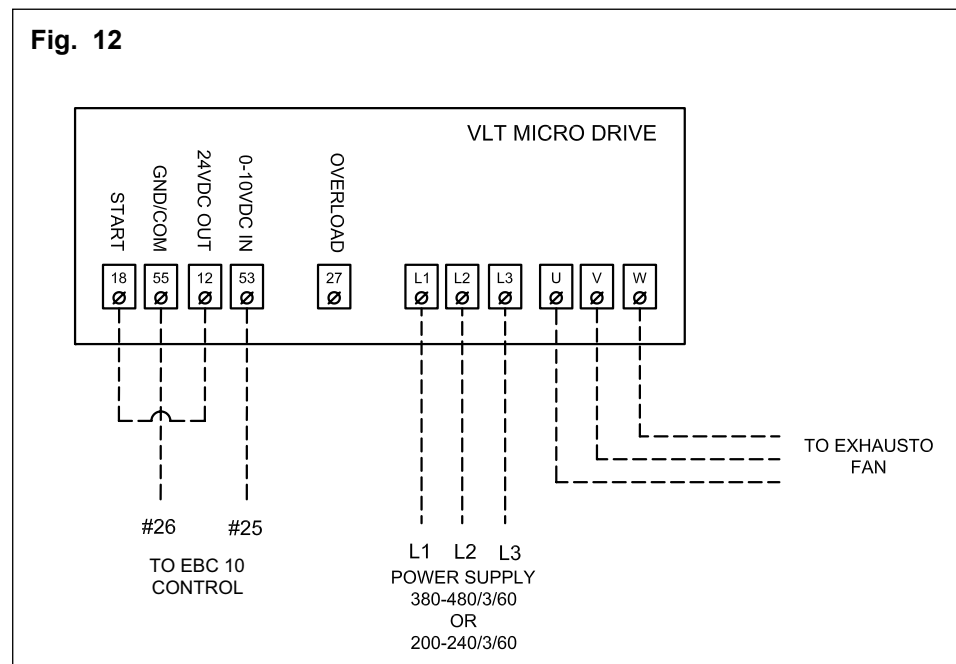 Fig. 12
VLT MICRO DRIVE
START
GND/COM
24VDC OUT
0-10VDC IN
OVERLOAD
18 55 12 53 27 L1 L2 L3 U V W
TO EXHAUSTO
FAN
#26 #25
TO EBC 10
CONTROL
L1 L2 L3
POWER SUPPLY
380-480/3/60
OR
200-240/3/60